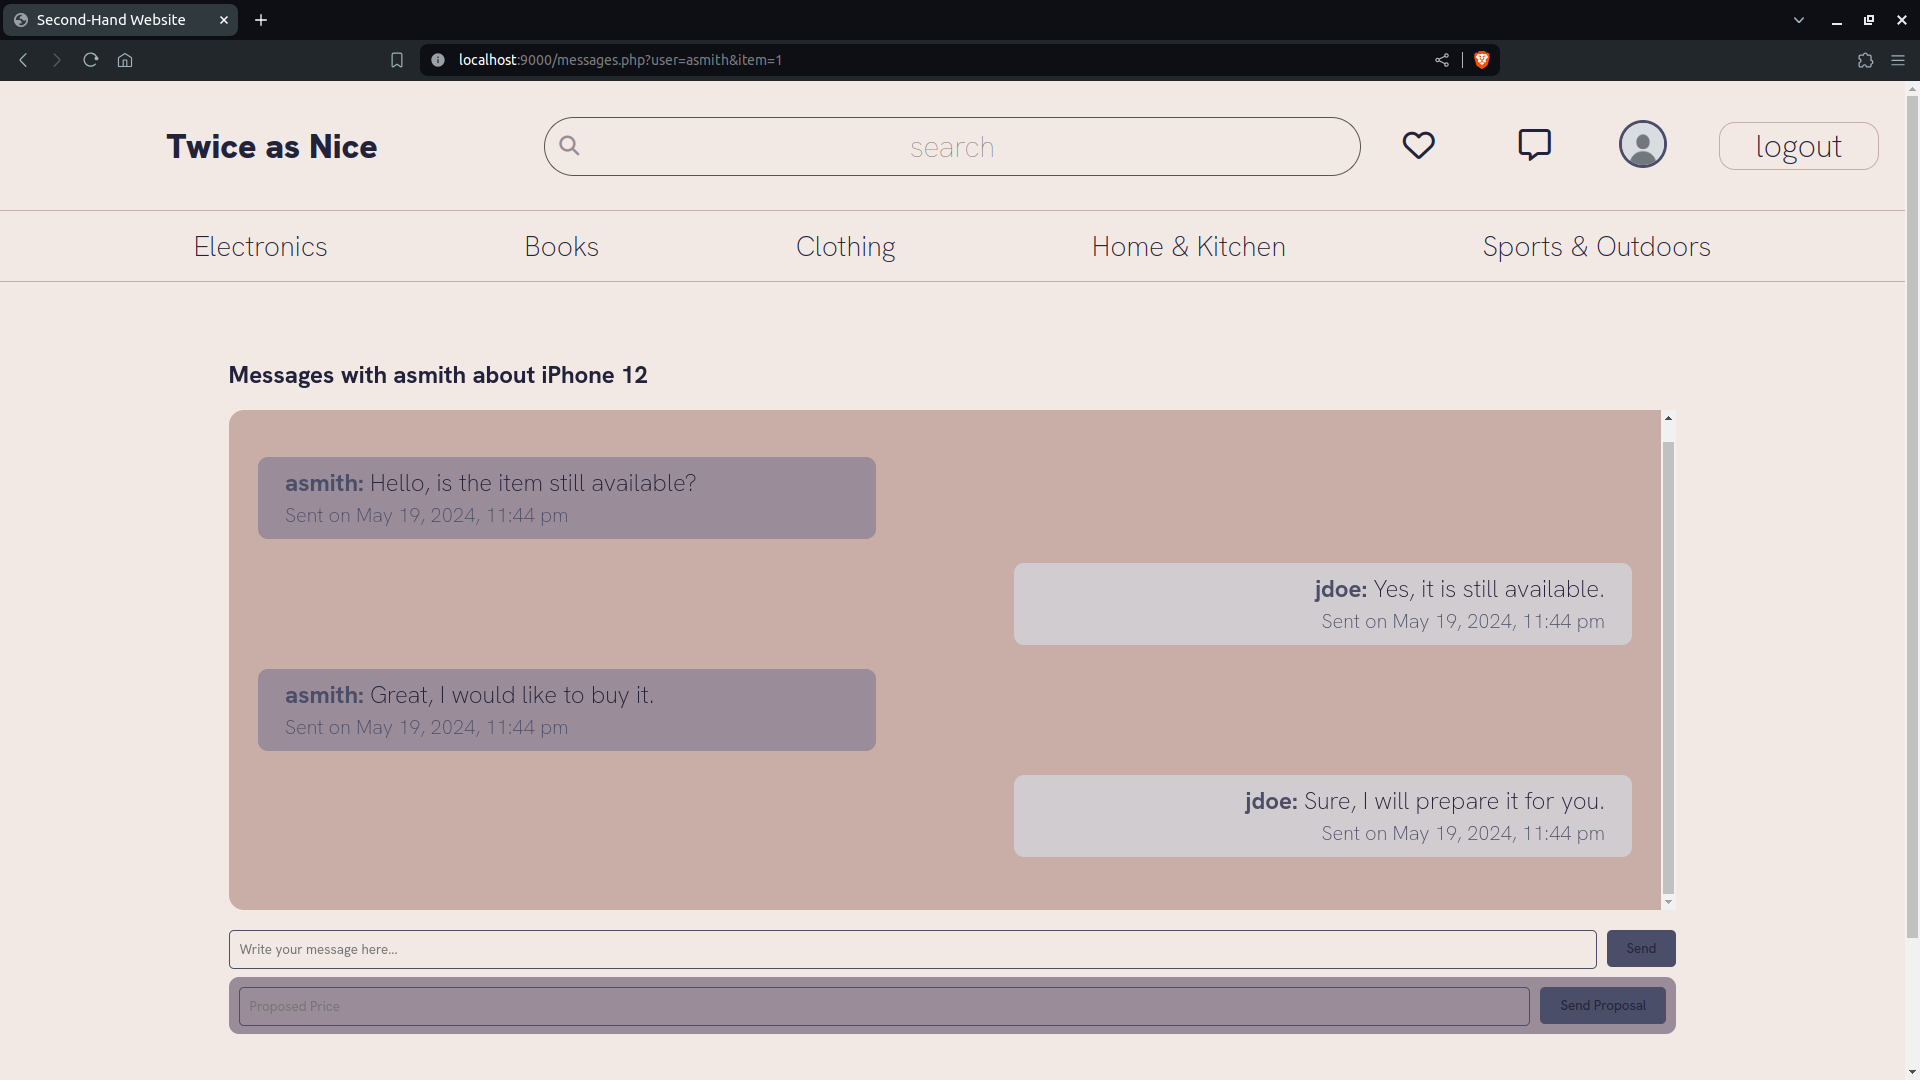 Second-Hand Website
localhost:9000/messages.php?user=asmith&item=1
Twice as Nice
search
logout
Electronics
Books
Clothing
Home & Kitchen
Sports & Outdoors
Messages with asmith about iPhone 12
asmith: Hello, is the item still available?
Sent on May 19, 2024, 11:44 pm
jdoe: Yes, it is still available.
Sent on May 19, 2024, 11:44 pm
asmith: Great, I would like to buy it.
Sent on May 19, 2024, 11:44 pm
jdoe: Sure, I will prepare it for you.
Sent on May 19, 2024, 11:44 pm
Write your message here...
Send
Proposed Price
Send Proposal